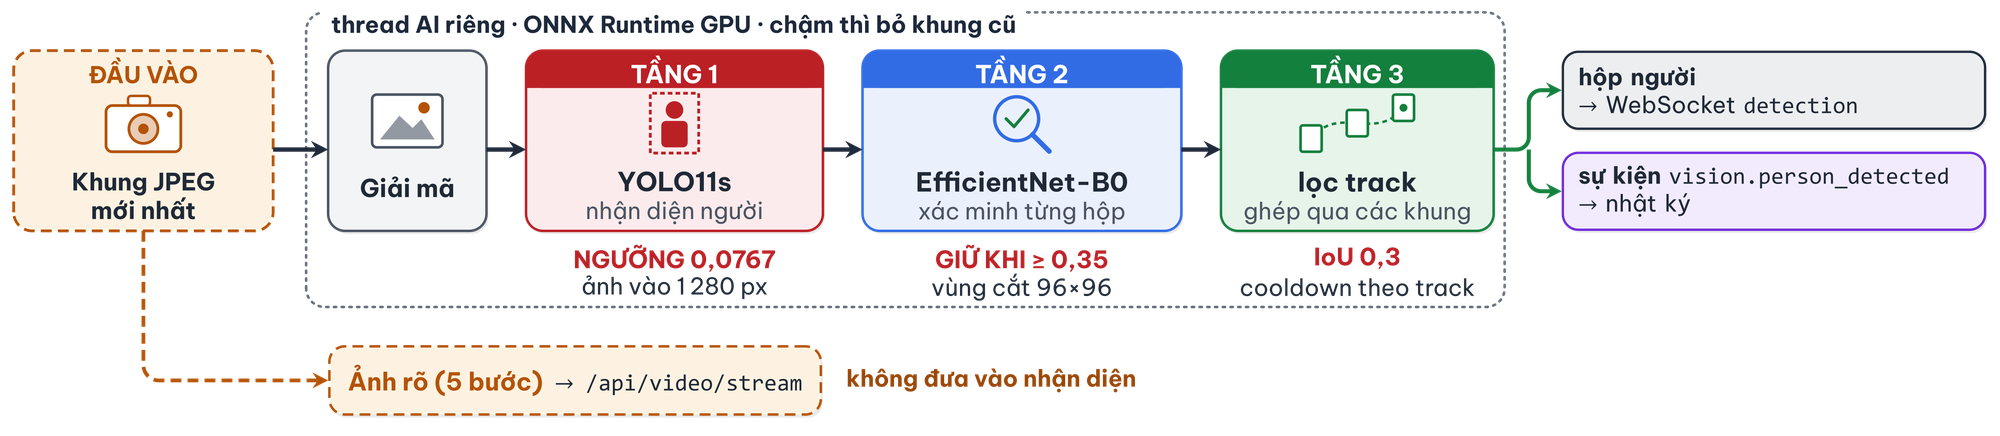 thread AI riêng · ONNX Runtime GPU · chậm thì bỏ khung cũ
ĐẦU VÀO
Khung JPEG
mới nhất
Giải mã
TẦNG 1
YOLO11s
nhận diện người
NGƯỠNG 0,0767
ảnh vào 1280 px
TẦNG 2
EfficientNet-B0
xác minh từng hộp
GIỮ KHI ≥ 0,35
vùng cắt 96×96
TẦNG 3
lọc track
ghép qua các khung
IoU 0,3
cooldown theo track
hộp người
→ WebSocket detection
sự kiện vision.person_detected
→ nhật ký
Ảnh rõ (5 bước) → /api/video/stream
không đưa vào nhận diện